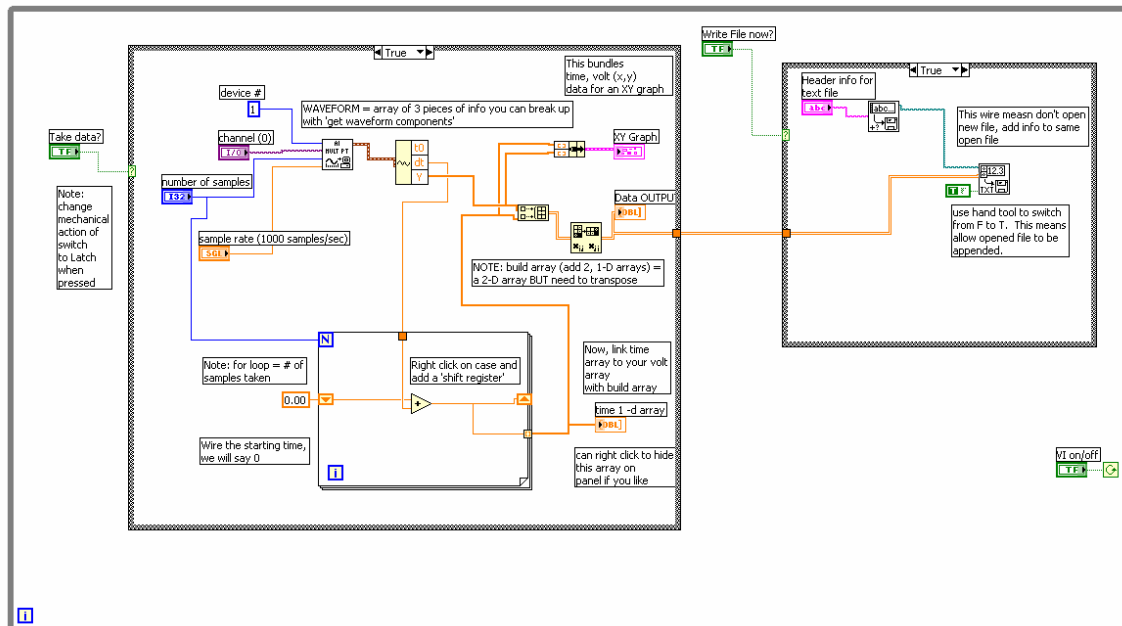 Write File now?
TF
True
This bundles
time, volt (x,y)
data for an XY graph
True
device #
1
Header info for
text file
abc
abc..
+?
WAVEFORM = array of 3 pieces of info you can break up
with 'get waveform components'
This wire measn don't open
new file, add info to same
open file
Take data?
TF
channel (0)
I/O
AI
MULT PT
t0
dt
Y
XY Graph
number of samples
I32
12.3
TXT
T
Data OUTPUT
DBL]
Note:
change
mechanical
action of
switch
to Latch
when
pressed
use hand tool to switch
from F to T. This means
allow opened file to be
appended.
sample rate (1000 samples/sec)
SGL
NOTE: build array (add 2, 1-D arrays) =
a 2-D array BUT need to transpose
N
Note: for loop = # of
samples taken
Right click on case and
add a 'shift register'
Now, link time
array to your volt
array
with build array
0.00
+
time 1 -d array
DBL]
Wire the starting time,
we will say 0
i
can right click to hide
this array on
panel if you like
VI on/off
TF
i